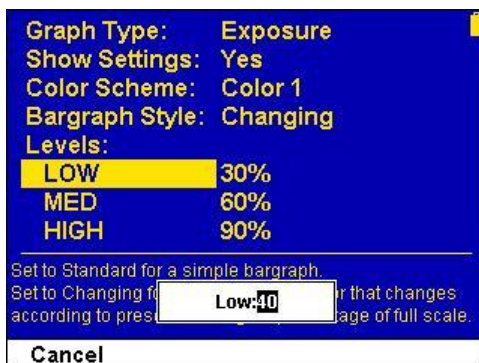 Graph Type: Exposure
Show Settings: Yes
Color Scheme: Color 1
Bargraph Style: Changing
Levels:
LOW 30%
MED 60%
HIGH 90%
Set to Standard for a simple bargraph.
Set to Changing r that changes
according to tage of full scale.
Low:40
Cancel